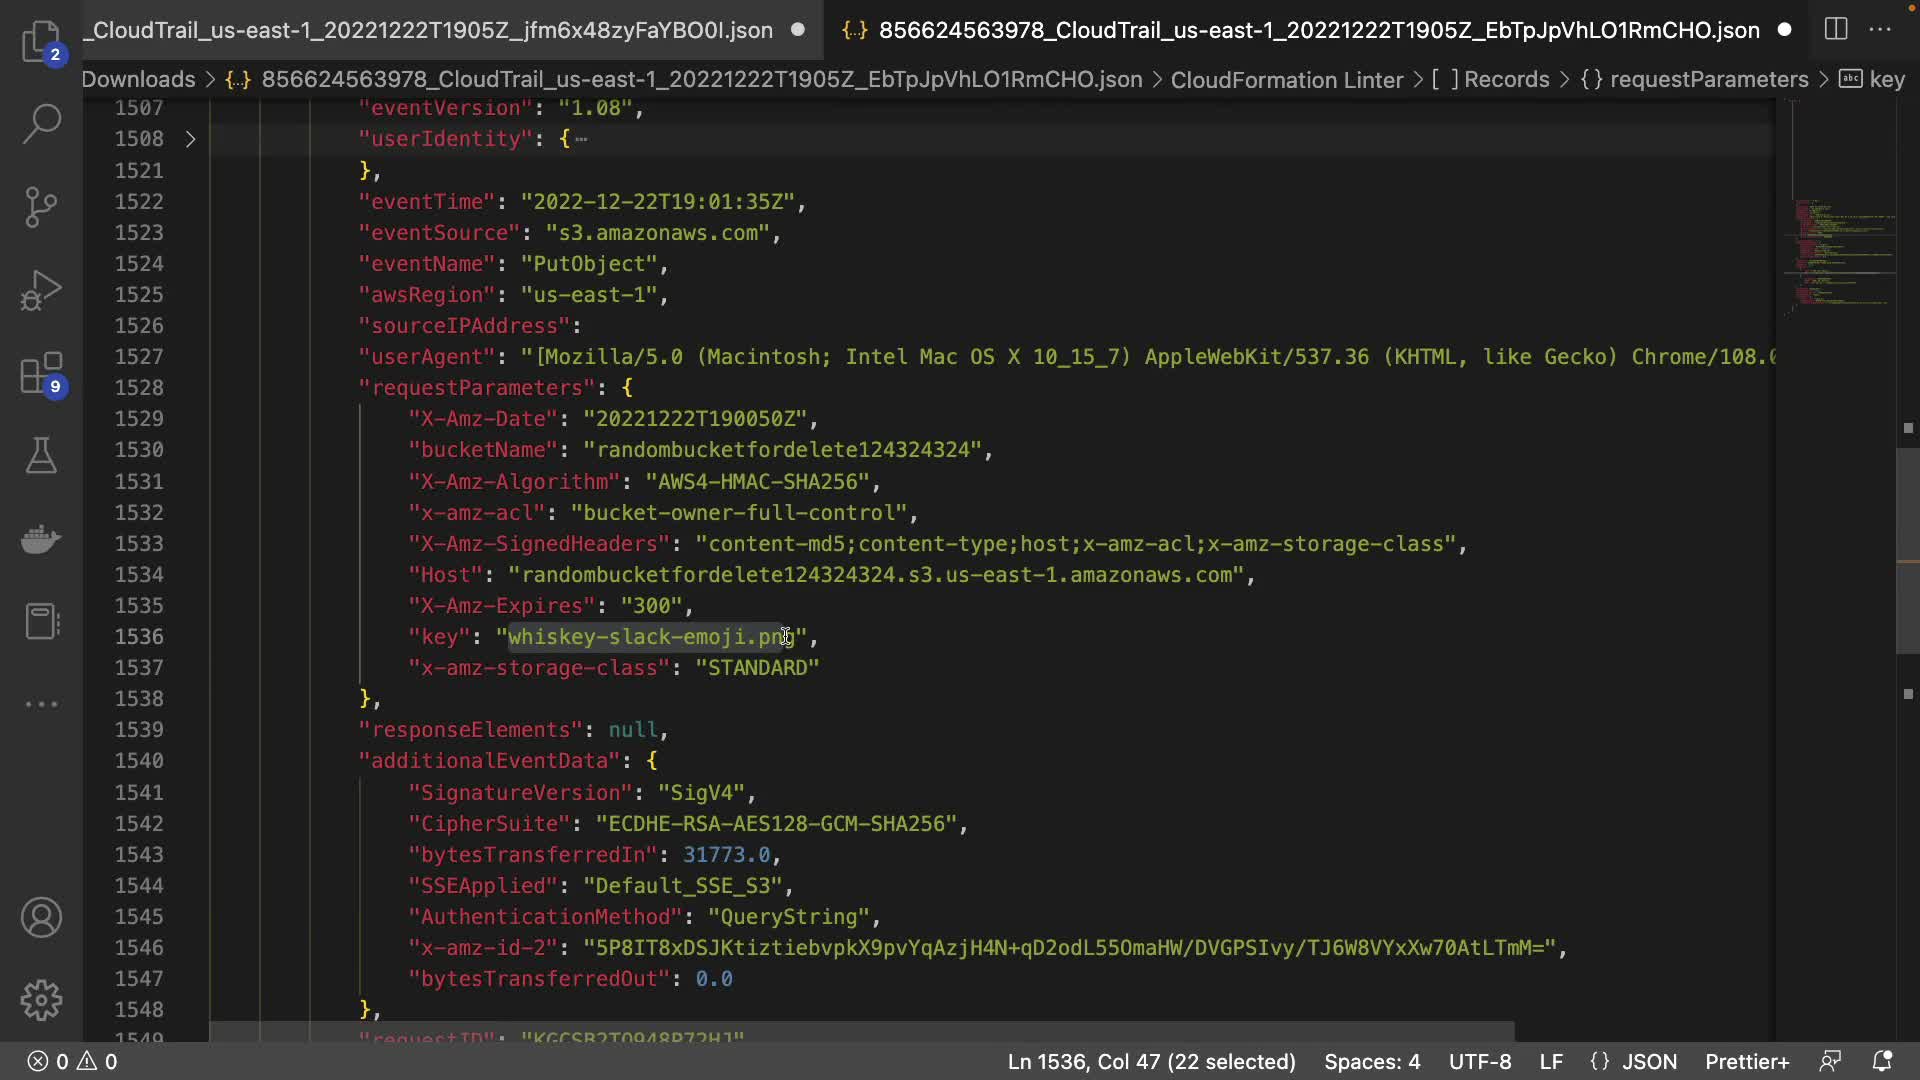 _CloudTrail_us-east-1_20221222T1905Z_jfm6x48zyFaYBO0I.json
{..} 856624563978_CloudTrail_us-east-1_20221222T1905Z_EbTpJpVhLO1RmCHO.json
Downloads > {..} 856624563978_CloudTrail_us-east-1_20221222T1905Z_EbTpJpVhLO1RmCHO.json > CloudFormation Linter > [ ] Records > {} requestParameters > abc key
2
9
1507 "eventVersion": "1.08",
1508 > "userIdentity": {…
1521 },
1522 "eventTime": "2022-12-22T19:01:35Z",
1523 "eventSource": "s3.amazonaws.com",
1524 "eventName": "PutObject",
1525 "awsRegion": "us-east-1",
1526 "sourceIPAddress":
1527 "userAgent": "[Mozilla/5.0 (Macintosh; Intel Mac OS X 10_15_7) AppleWebKit/537.36 (KHTML, like Gecko) Chrome/108.0
1528 "requestParameters": {
1529 "X-Amz-Date": "20221222T190050Z",
1530 "bucketName": "randombucketfordelete124324324",
1531 "X-Amz-Algorithm": "AWS4-HMAC-SHA256",
1532 "x-amz-acl": "bucket-owner-full-control",
1533 "X-Amz-SignedHeaders": "content-md5;content-type;host;x-amz-acl;x-amz-storage-class",
1534 "Host": "randombucketfordelete124324324.s3.us-east-1.amazonaws.com",
1535 "X-Amz-Expires": "300",
1536 "key": "whiskey-slack-emoji.png",
1537 "x-amz-storage-class": "STANDARD"
1538 },
1539 "responseElements": null,
1540 "additionalEventData": {
1541 "SignatureVersion": "SigV4",
1542 "CipherSuite": "ECDHE-RSA-AES128-GCM-SHA256",
1543 "bytesTransferredIn": 31773.0,
1544 "SSEApplied": "Default_SSE_S3",
1545 "AuthenticationMethod": "QueryString",
1546 "x-amz-id-2": "5P8IT8xDSJKtiztiebvpkX9pvYqAzjH4N+qD2odL55OmaHW/DVGPSIvy/TJ6W8VYxXw70AtLTmM=",
1547 "bytesTransferredOut": 0.0
1548 },
1549 "requestID": "KGCSB2TQ948P72HJ"
0 0 Ln 1536, Col 47 (22 selected) Spaces: 4 UTF-8 LF {} JSON Prettier+